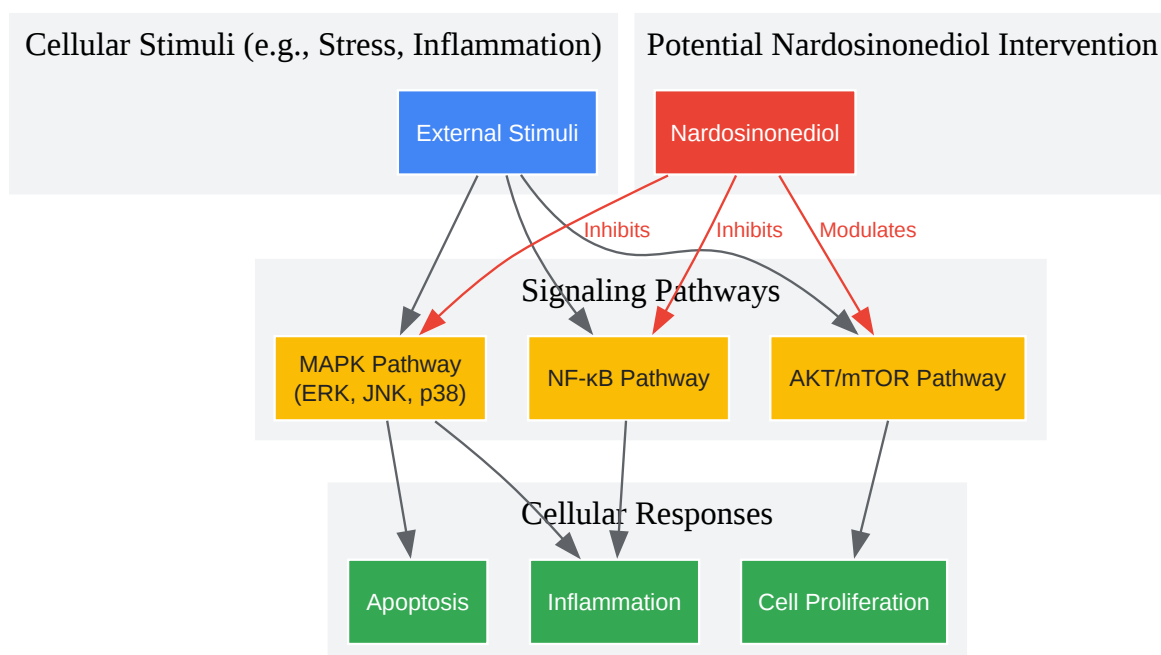 Cellular Stimuli (e.g., Stress, Inflammation)
Potential Nardosinonediol Intervention
External Stimuli
Nardosinonediol
Inhibits
Inhibits
Modulates
Signaling Pathways
MAPK Pathway
(ERK, JNK, p38)
NF-κB Pathway
AKT/mTOR Pathway
Cellular Responses
Apoptosis
Inflammation
Cell Proliferation